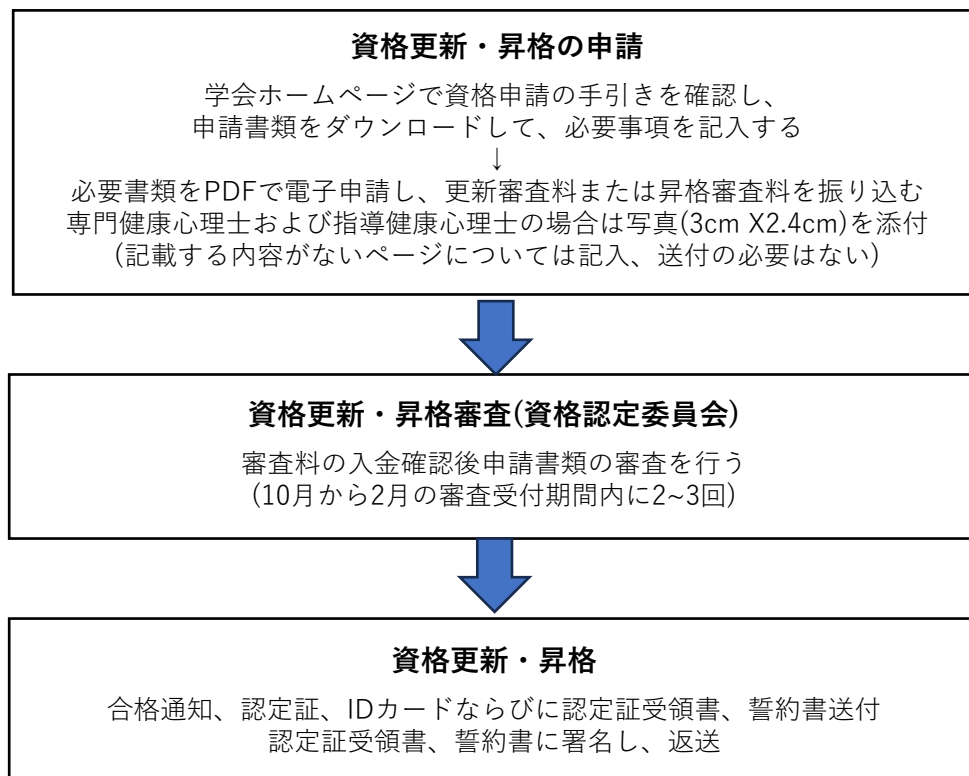 資格更新・昇格の申請
学会ホームページで資格申請の手引きを確認し、
申請書類をダウンロードして、必要事項を記入する
↓
必要書類をPDFで電子申請し、更新審査料または昇格審査料を振り込む
専門健康心理士および指導健康心理士の場合は写真(3cm X2.4cm)を添付
(記載する内容がないページについては記入、送付の必要はない)
資格更新・昇格審査(資格認定委員会)
審査料の入金確認後申請書類の審査を行う
(10月から2月の審査受付期間内に2~3回)
資格更新・昇格
合格通知、認定証、IDカードならびに認定証受領書、誓約書送付
認定証受領書、誓約書に署名し、返送